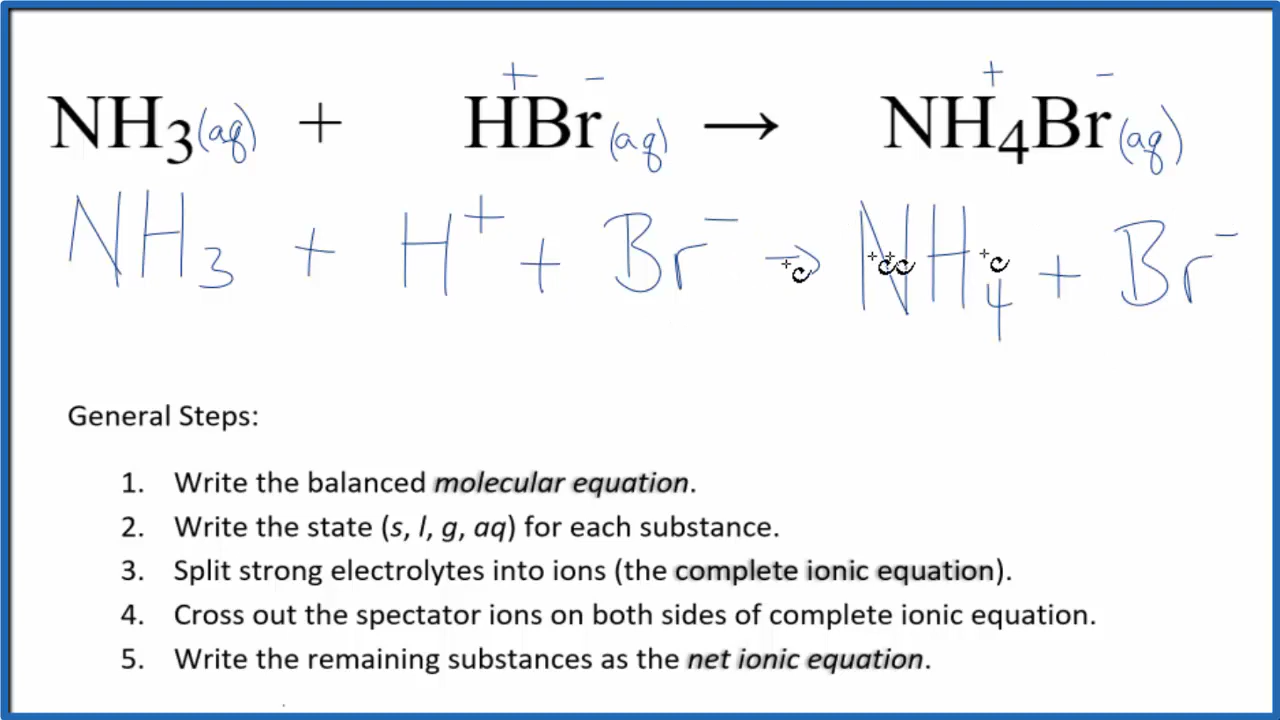 + - + -
NH₃(aq) + HBr(aq) → NH₄Br(aq)
NH₃ + H⁺ + Br⁻ → NH₄ + Br⁻
General Steps:
1. Write the balanced molecular equation.
2. Write the state (s, l, g, aq) for each substance.
3. Split strong electrolytes into ions (the complete ionic equation).
4. Cross out the spectator ions on both sides of complete ionic equation.
5. Write the remaining substances as the net ionic equation.